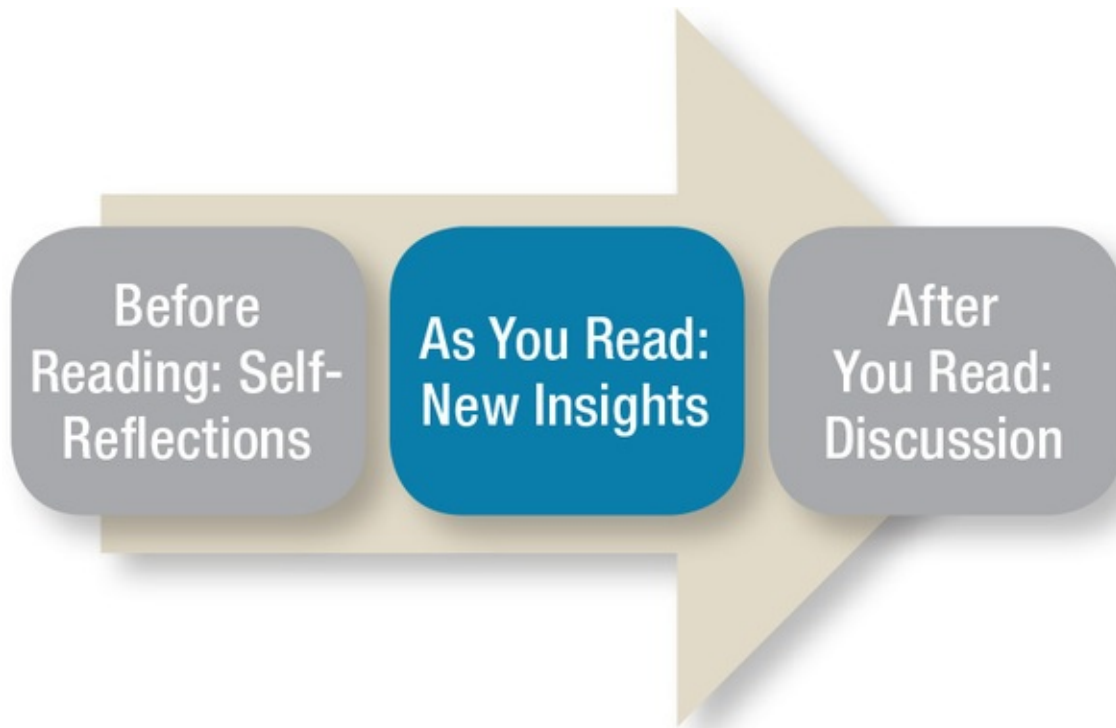 Before
Reading: Self-
Reflections
As You Read:
New Insights
After
You Read:
Discussion